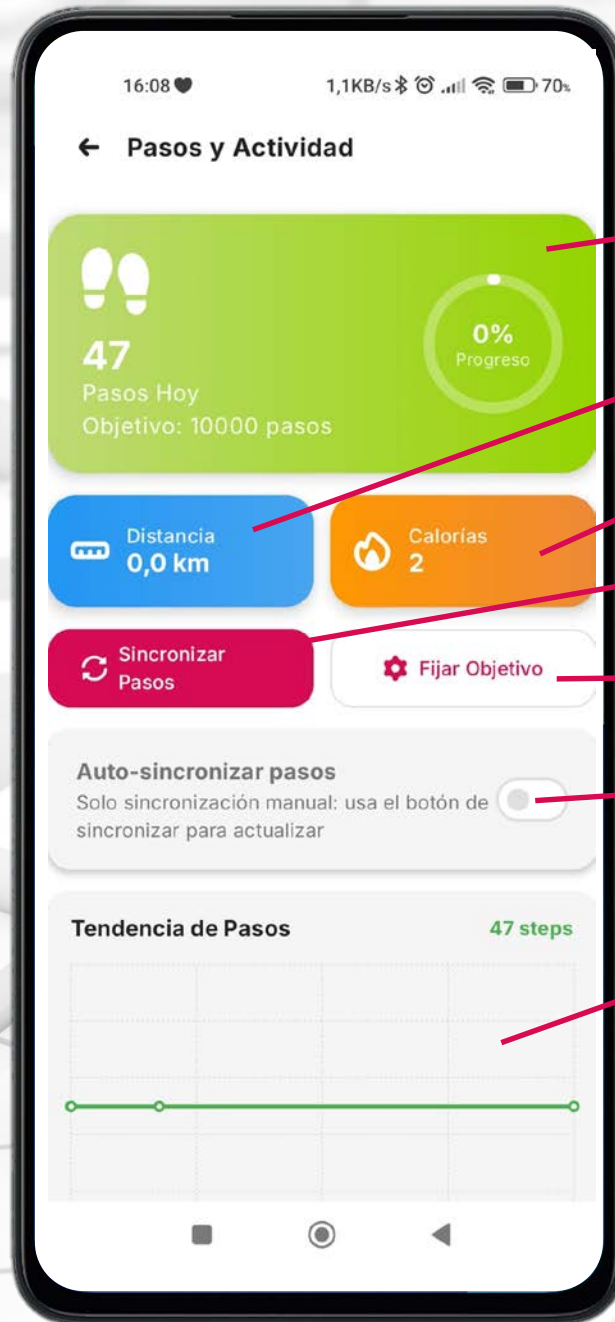 16:08
1,1KB/s 70%
Pasos y Actividad
47
Pasos Hoy
Objetivo: 10000 pasos
0%
Progreso
Distancia
0,0 km
Calorías
2
Sincronizar
Pasos
Fijar Objetivo
Auto-sincronizar pasos
Solo sincronización manual: usa el botón de
sincronizar para actualizar
Tendencia de Pasos
47 steps